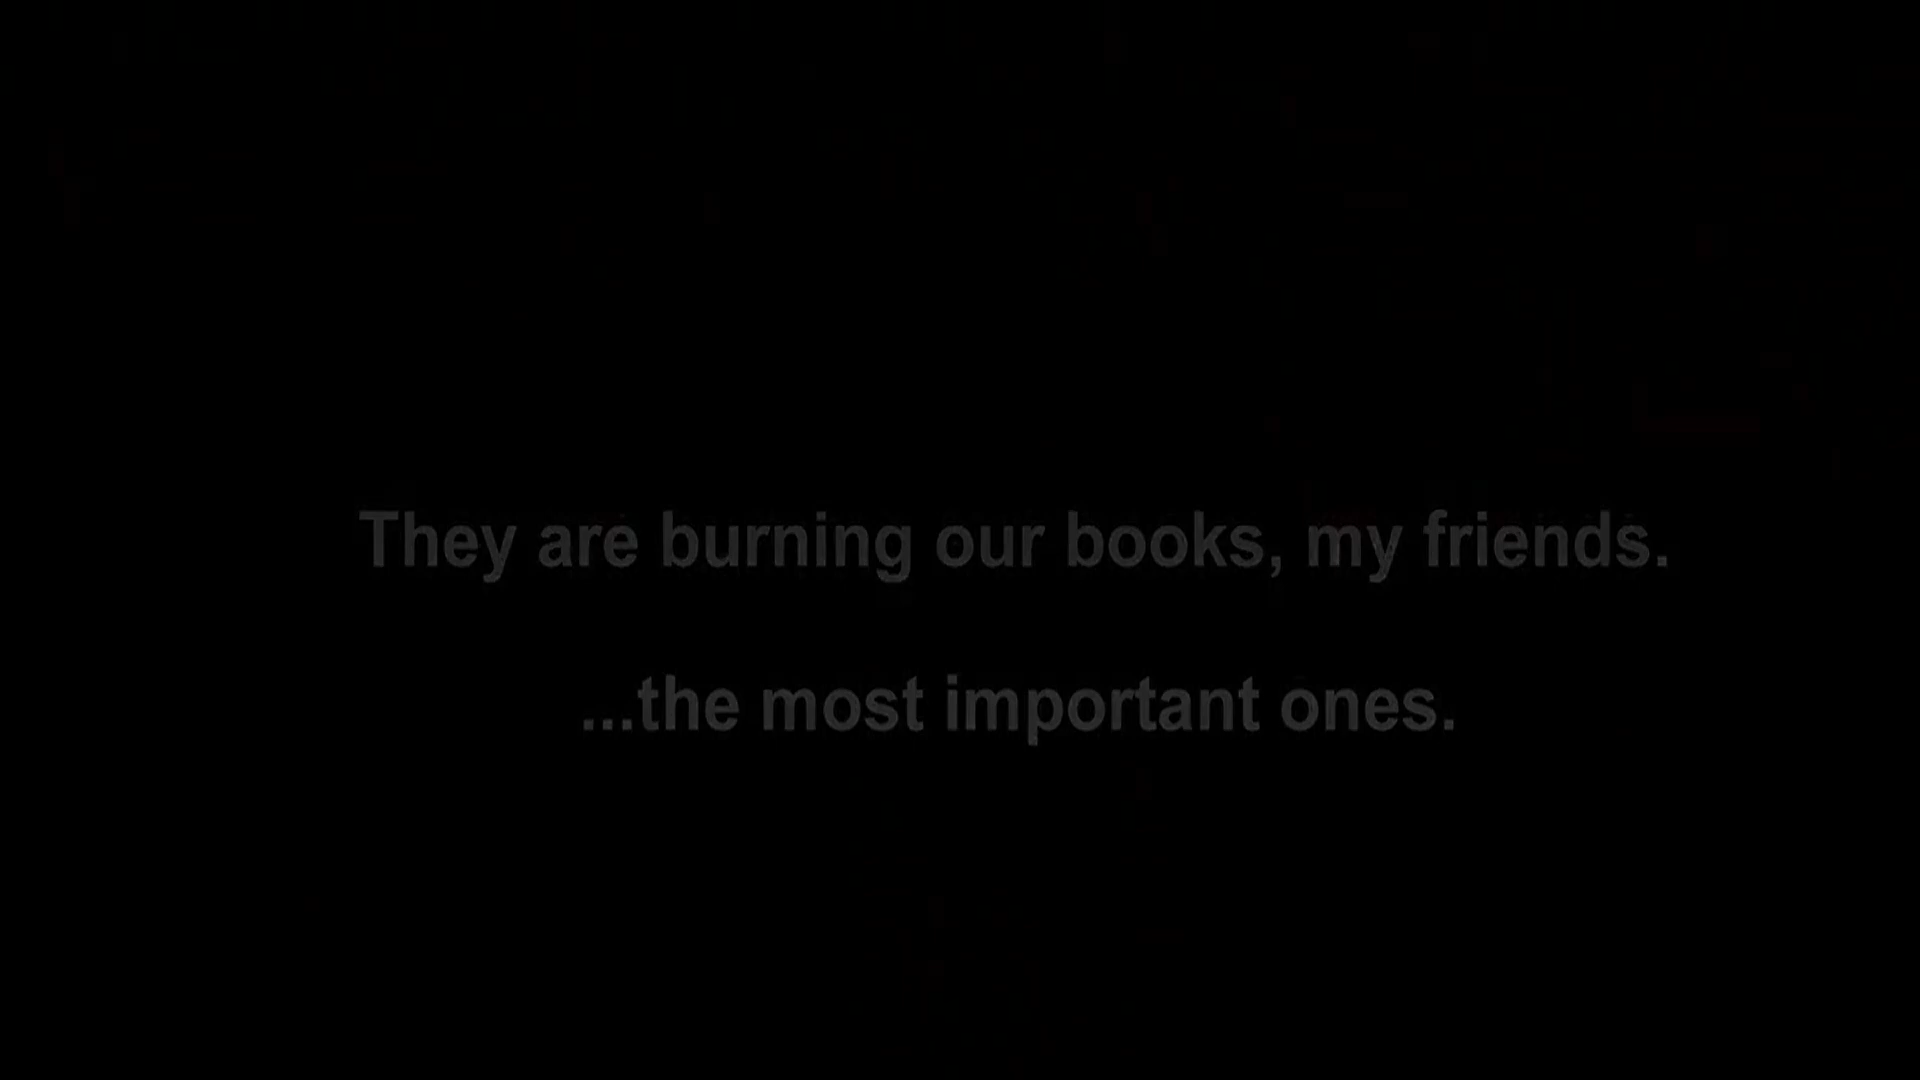 They are burning our books, my friends.
...the most important ones.